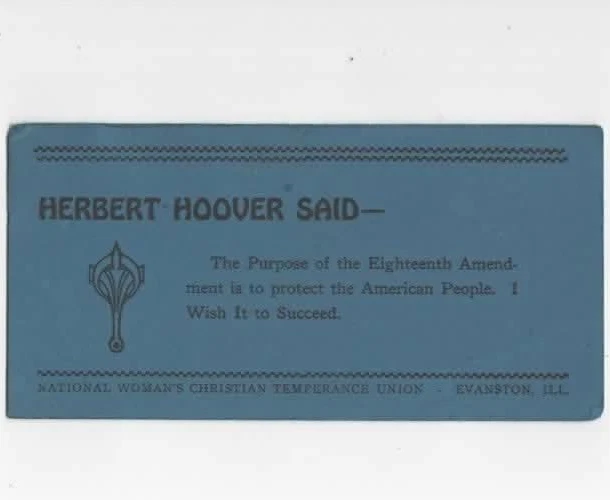 HERBERT HOOVER SAID—
The Purpose of the Eighteenth Amend-
ment is to protect the American People. I
Wish It to Succeed.
NATIONAL WOMAN'S CHRISTIAN TEMPERANCE UNION - EVANSTON, ILL.